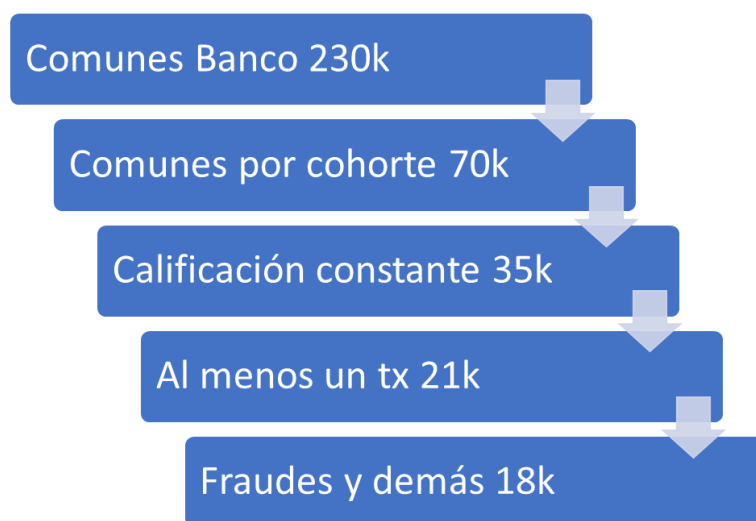 Comunes Banco 230k
Comunes por cohorte 70k
Calificación constante 35k
Al menos un tx 21k
Fraudes y demás 18k